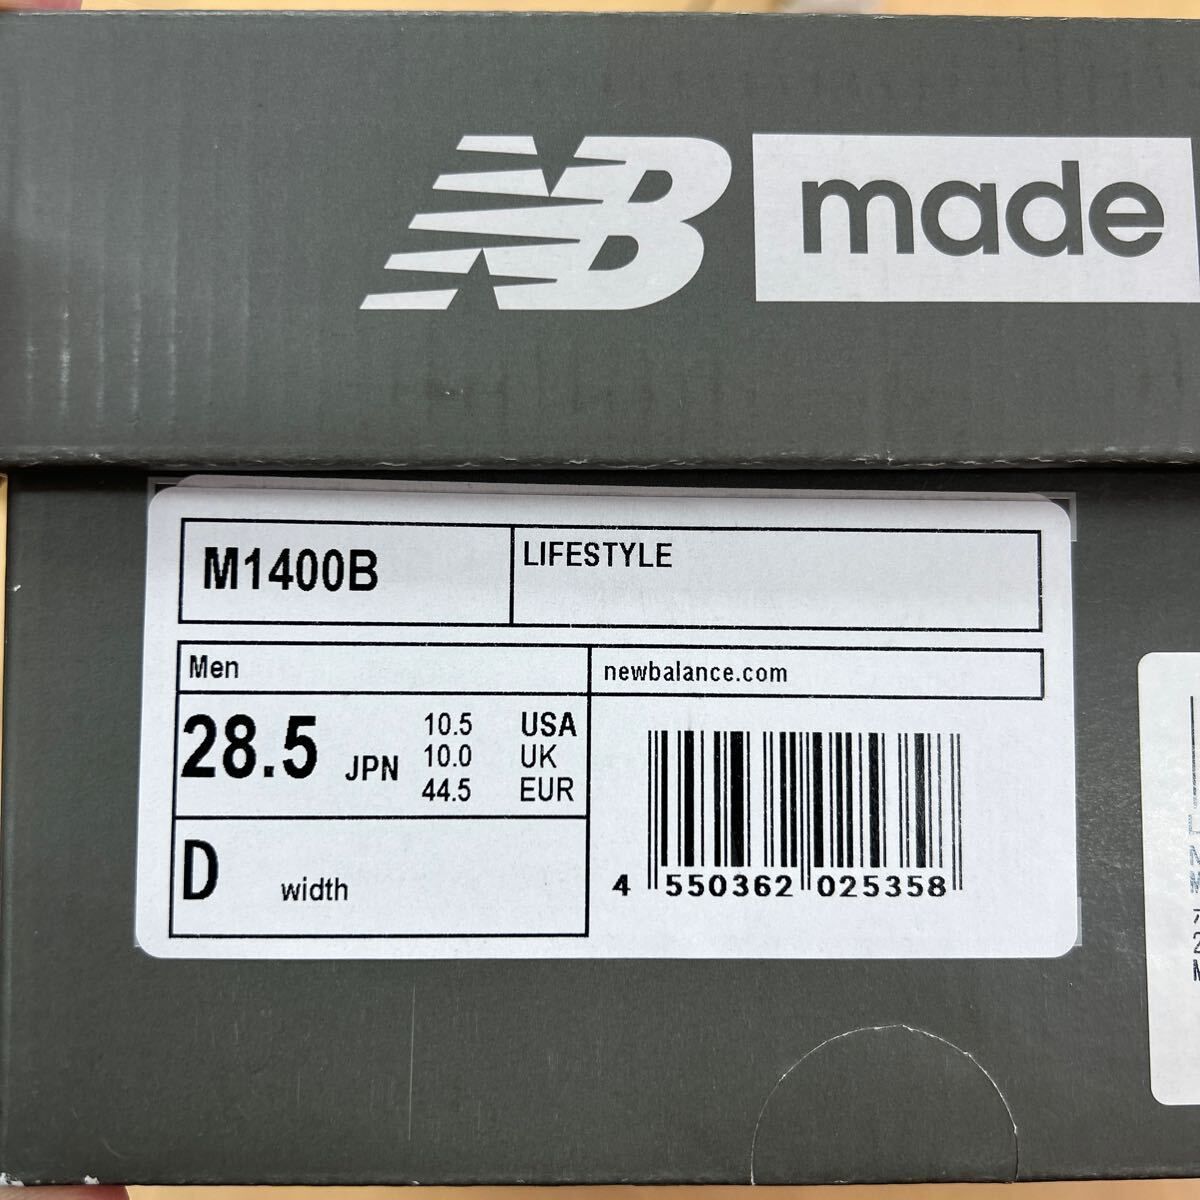 NB made
M1400B LIFESTYLE
Men newbalance.com
28.5 JPN
10.5 USA
10.0 UK
44.5 EUR
D width
4 550362 025358